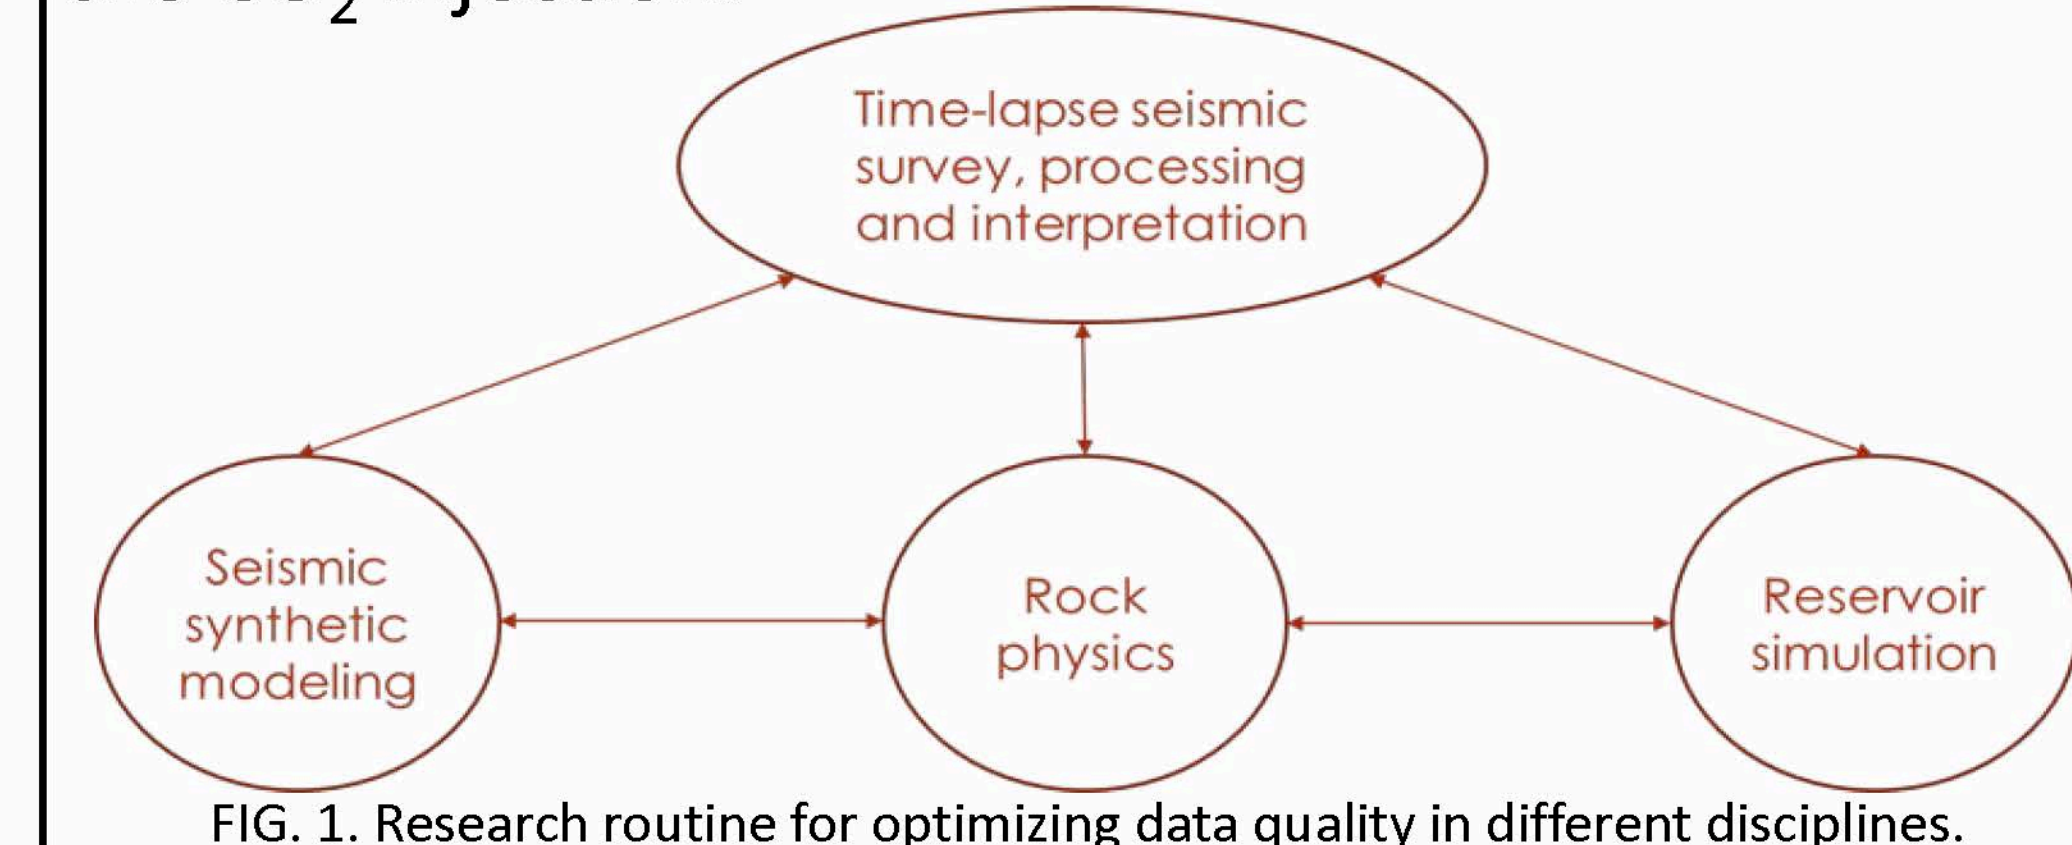 Time-lapse seismic
survey, processing
and interpretation
Seismic
synthetic
modeling
Rock
physics
Reservoir
simulation
FIG. 1. Research routine for optimizing data quality in different disciplines.